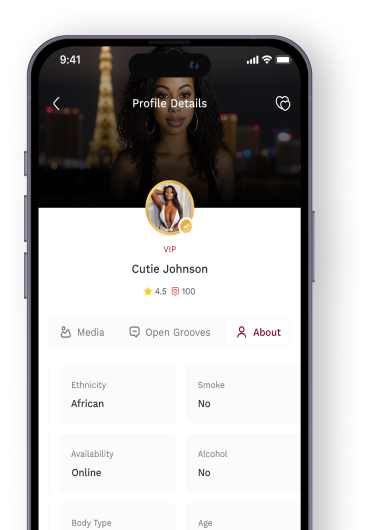 9:41
Profile Details
VIP
Cutie Johnson
4.5 100
Media Open Grooves About
Ethnicity Smoke
African No
Availability Alcohol
Online No
Body Type Age